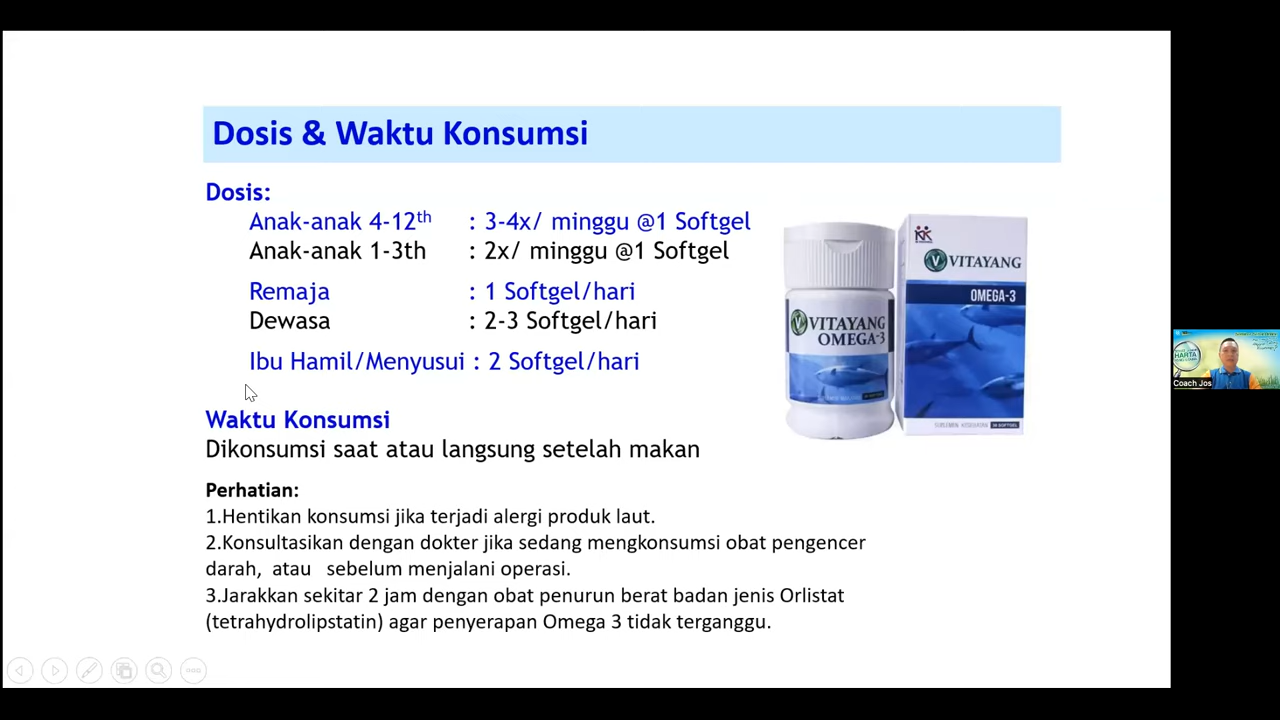 Dosis & Waktu Konsumsi
Dosis:
Anak-anak 4-12th : 3-4x/ minggu @1 Softgel
Anak-anak 1-3th : 2x/ minggu @1 Softgel
Remaja : 1 Softgel/hari
Dewasa : 2-3 Softgel/hari
Ibu Hamil/Menyusui : 2 Softgel/hari
Waktu Konsumsi
Dikonsumsi saat atau langsung setelah makan
Perhatian:
1.Hentikan konsumsi jika terjadi alergi produk laut.
2.Konsultasikan dengan dokter jika sedang mengkonsumsi obat pengencer
darah, atau sebelum menjalani operasi.
3.Jarakkan sekitar 2 jam dengan obat penurun berat badan jenis Orlistat
(tetrahydrolipstatin) agar penyerapan Omega 3 tidak terganggu.
VITAYANG
OMEGA-3
KK
VITAYANG
OMEGA-3
SUPLEMEN KESEHATAN
HARTA
Coach Jos